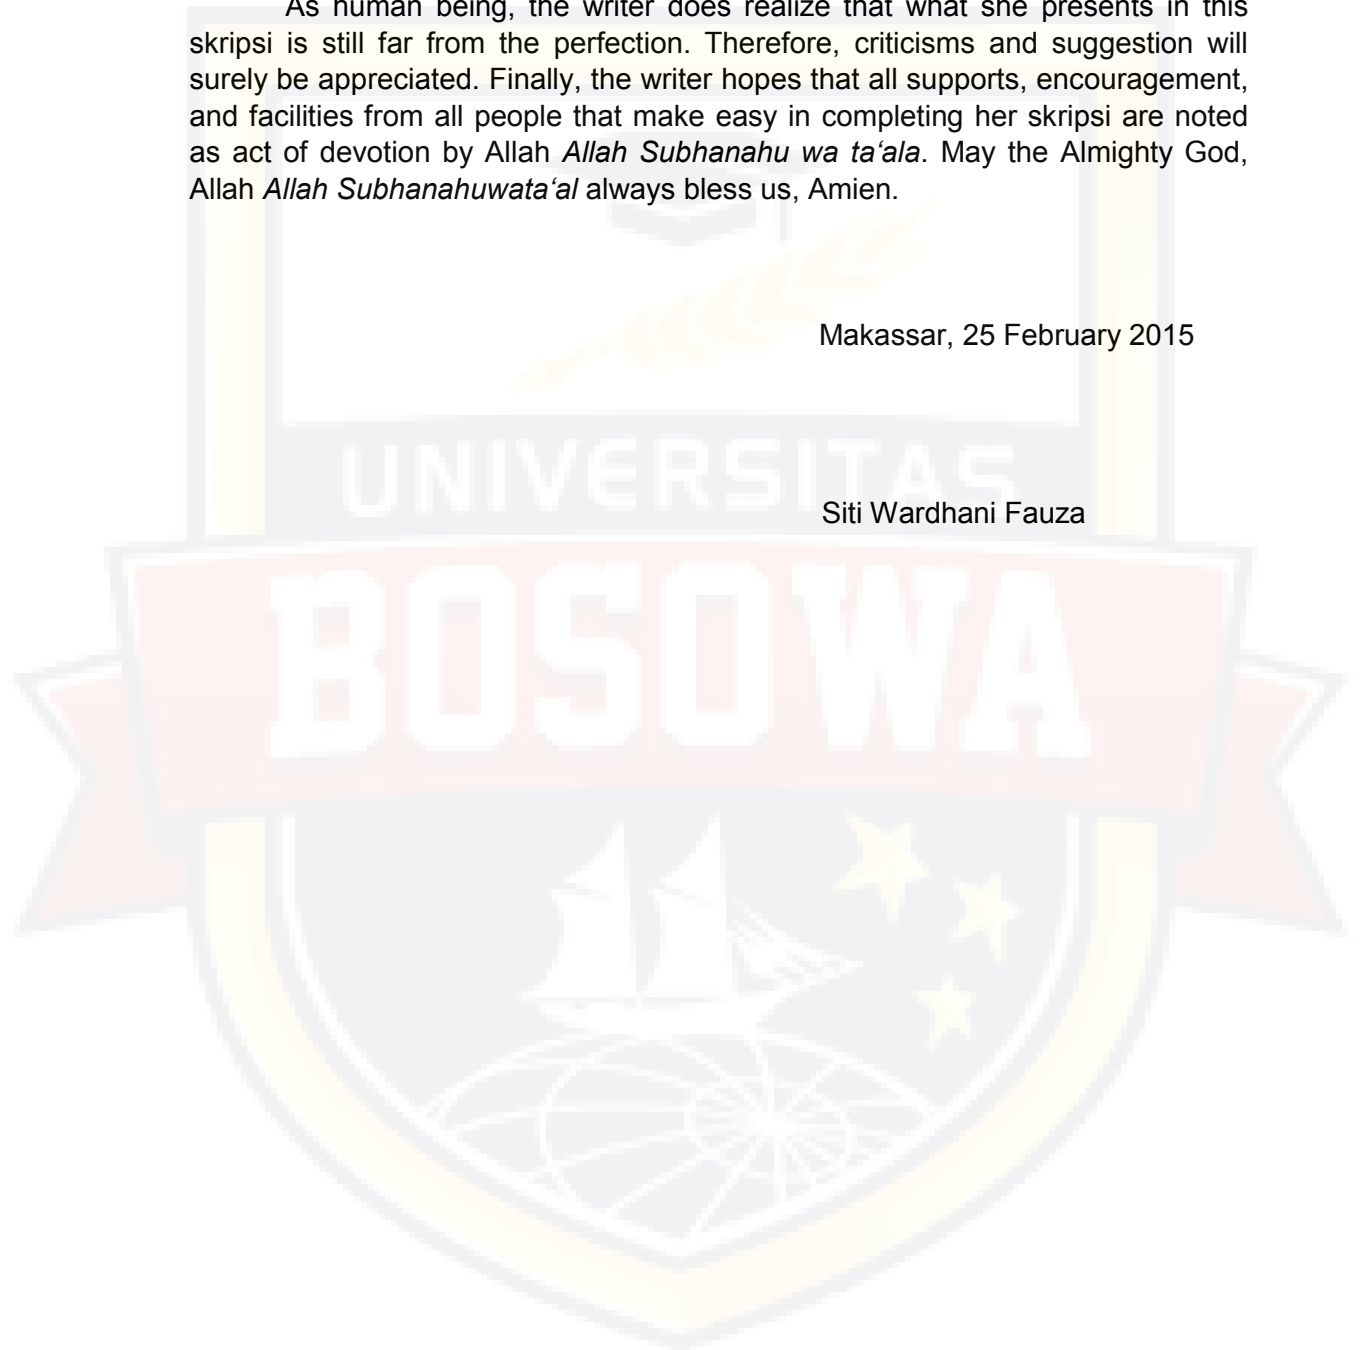 As human being, the writer does realize that what she presents in this
skripsi is still far from the perfection. Therefore, criticisms and suggestion will
surely be appreciated. Finally, the writer hopes that all supports, encouragement,
and facilities from all people that make easy in completing her skripsi are noted
as act of devotion by Allah Allah Subhanahu wa ta‘ala. May the Almighty God,
Allah Allah Subhanahuwata‘al always bless us, Amien.
Makassar, 25 February 2015
UNIVERSITAS
Siti Wardhani Fauza
BOSOWA